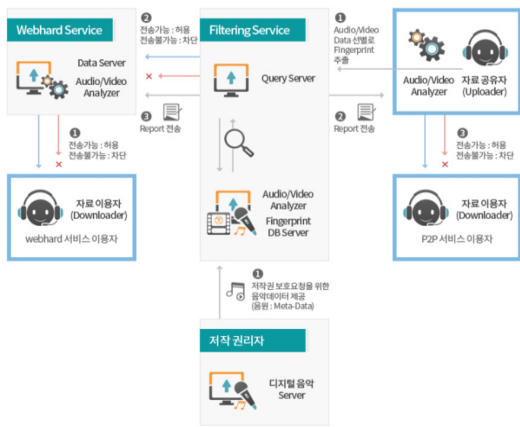 Webhard Service
Data Server
Audio/Video
Analyzer
❶
전송가능 : 허용
전송불가능 : 차단
자료 이용자
(Downloader)
webhard 서비스 이용자
❷
전송가능 : 허용
전송불가능 : 차단
❸
Report 전송
Filtering Service
Query Server
Audio/Video
Analyzer
Fingerprint
DB Server
❶
저작권 보호요청을 위한
음악데이터 제공
(음원 : Meta-Data)
저작 권리자
디지털 음악
Server
❶
Audio/Video
Data 선별로
Fingerprint
추출
❷
Report 전송
Audio/Video
Analyzer
자료 공유자
(Uploader)
❸
전송가능 : 허용
전송불가능 : 차단
자료 이용자
(Downloader)
P2P 서비스 이용자